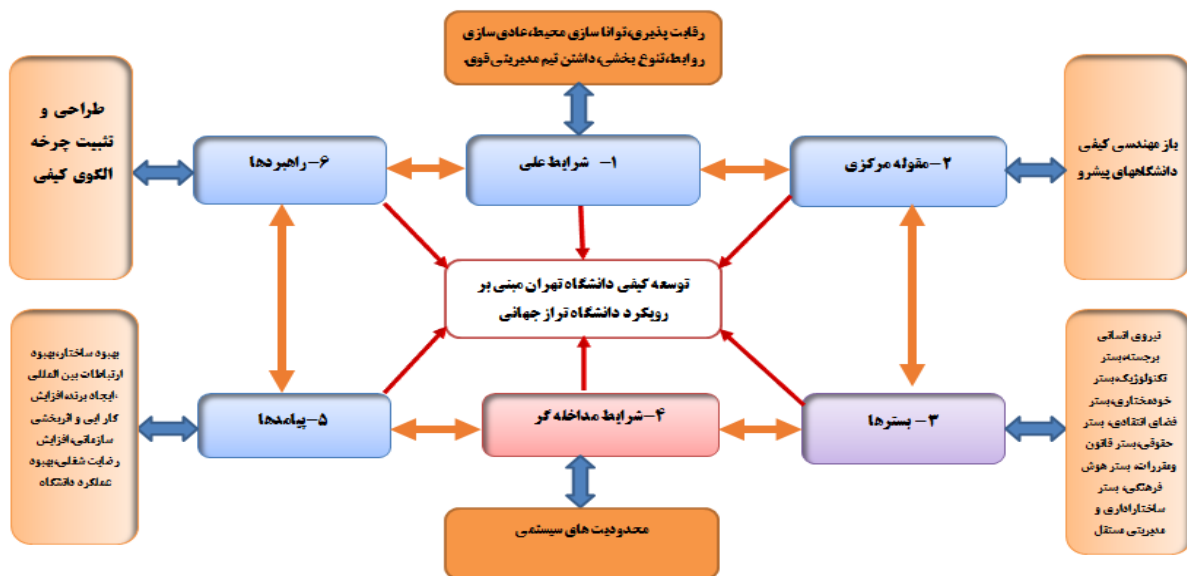 رقابت پذیری،توانا سازی محیط،عادی سازی
روابط،تنوع بخشی،داشتن تیم مدیریتی قوی.
باز مهندسی کیفی
دانشگاههای پیشرو
۲-مقوله مرکزی
۱- شرایط علی
۶-راهبردها
طراحی و
تثبیت چرخه
الگوی کیفی
توسعه کیفی دانشگاه تهران مبنی بر
رویکرد دانشگاه تراز جهانی
نیروی انسانی
برجسته،بستر
تکنولوژیک،بستر
خودمختاری،بستر
فضای انتقادی، بستر
حقوقی،بستر قانون
ومقررات، بستر هوش
فرهنگی، بستر
ساختاراداری و
مدیریتی مستقل
۳- بسترها
۴-شرایط مداخله گر
۵-پیامدها
بهبود ساختار،بهبود
ارتباطات بین المللی
،ایجاد برند،افزایش
کارایی و اثربخشی
سازمانی،افزایش
رضایت شغلی،بهبود
عملکرد دانشگاه
محدودیت های سیستمی